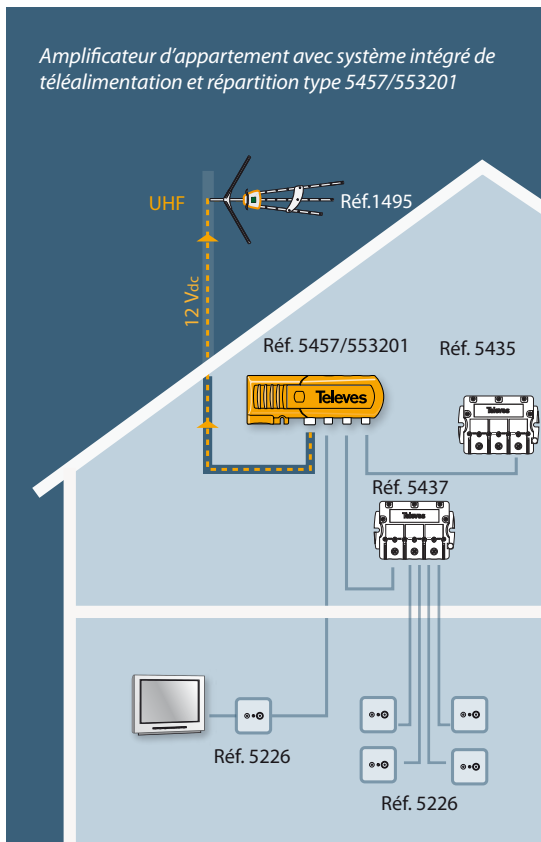 Amplificateur d'appartement avec système intégré de
téléalimentation et répartition type 5457/553201
UHF
Réf.1495
12 Vdc
Réf. 5457/553201
Réf. 5435
Televes
Televes
Réf. 5437
Televes
Réf. 5226
Réf. 5226